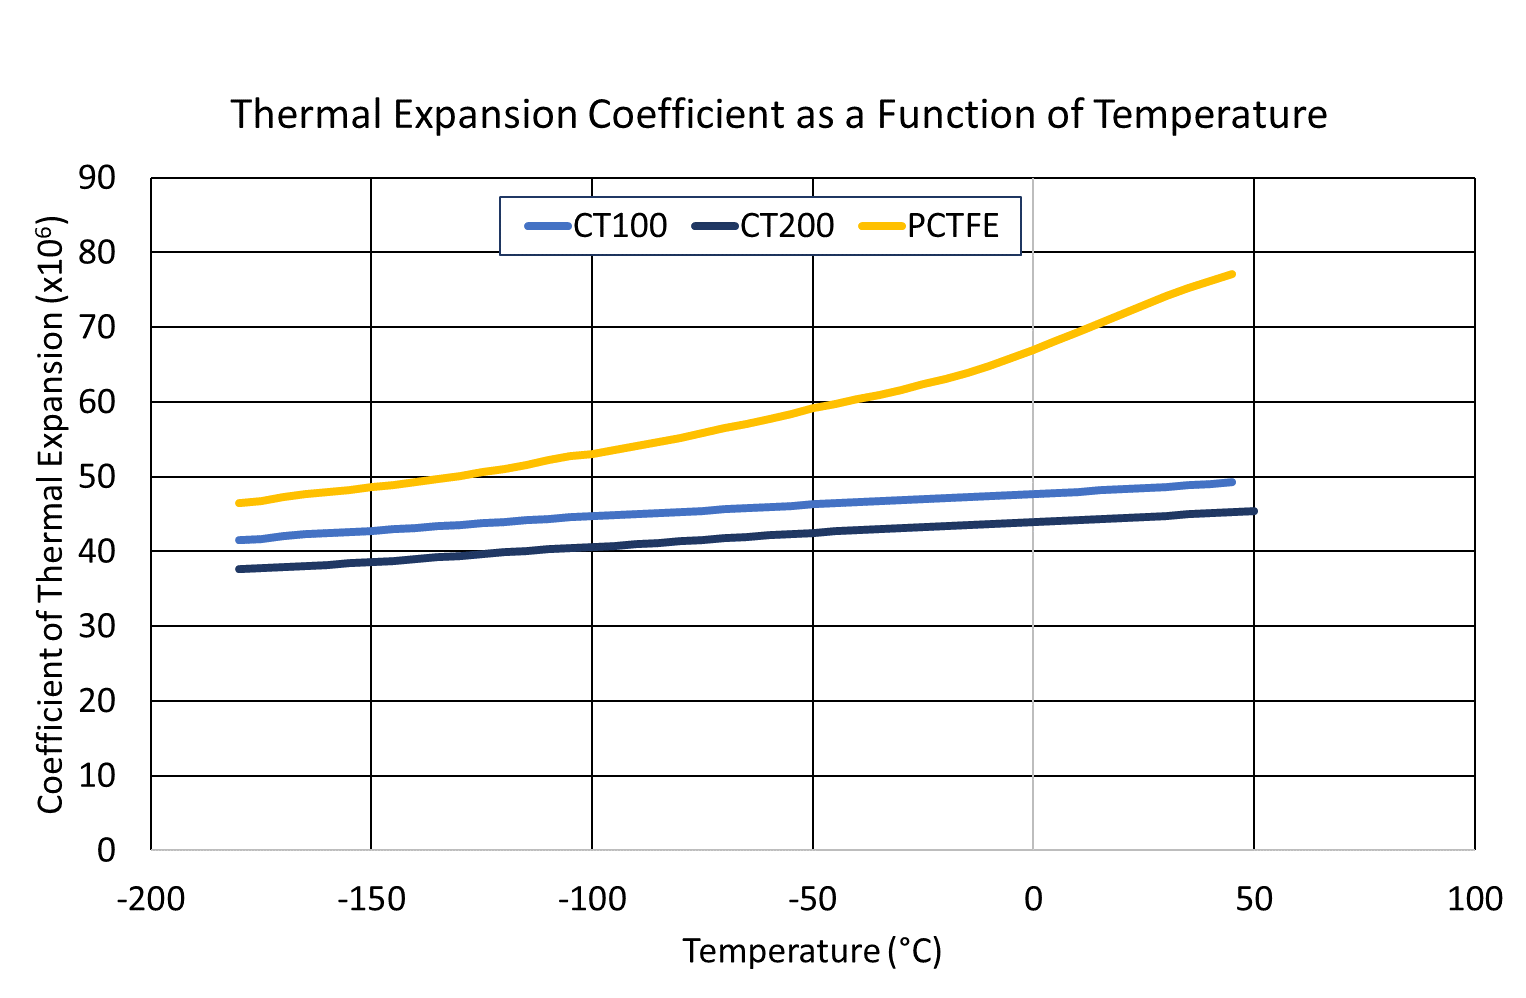 Thermal Expansion Coefficient as a Function of Temperature
CT100 CT200 PCTFE
Coefficient of Thermal Expansion (x10⁶)
90
80
70
60
50
40
30
20
10
0
-200 -150 -100 -50 0 50 100
Temperature (°C)